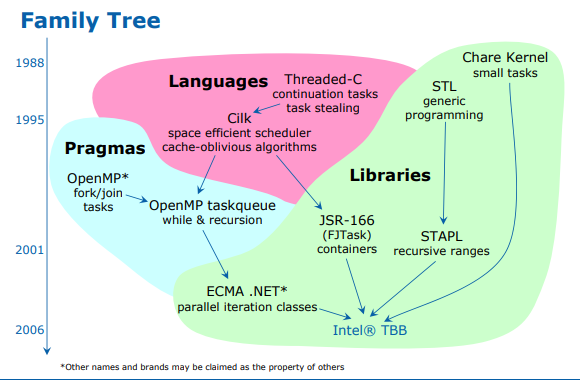 Family Tree
1988
1995
2001
2006
Languages
Threaded-C
continuation tasks
task stealing
Cilk
space efficient scheduler
cache-oblivious algorithms
Chare Kernel
small tasks
STL
generic
programming
Pragmas
OpenMP*
fork/join
tasks
OpenMP taskqueue
while & recursion
Libraries
JSR-166
(FJTask)
containers
STAPL
recursive ranges
ECMA .NET*
parallel iteration classes
Intel® TBB
*Other names and brands may be claimed as the property of others